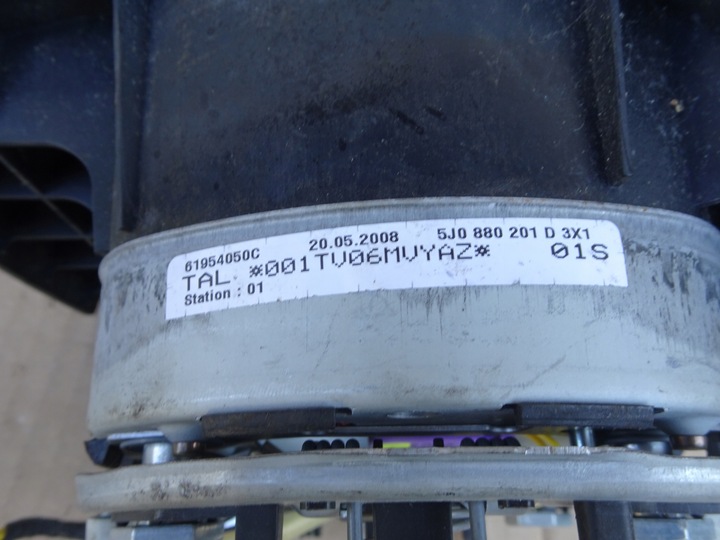 61954050C 20.05.2008 5J0 880 201 D 3X1
TAL *001TV06MVYAZ* 01S
Station : 01